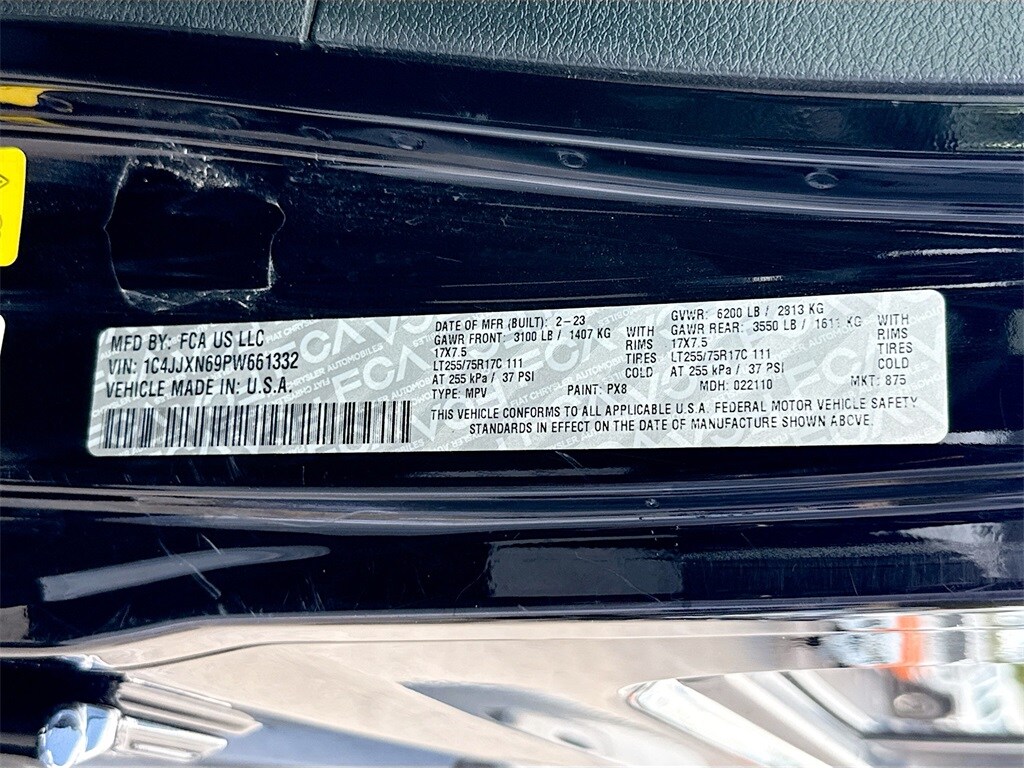 MFD BY: FCA US LLC
VIN: 1C4JJXN69PW661332
VEHICLE MADE IN: U.S.A.
DATE OF MFR (BUILT): 2-23
GAWR FRONT: 3100 LB / 1407 KG WITH
17X7.5 RIMS
LT255/75R17C 111 TIRES
AT 255 kPa / 37 PSI COLD
TYPE: MPV PAINT: PX8
GVWR: 6200 LB / 2813 KG
GAWR REAR: 3550 LB / KG WITH
17X7.5 RIMS
LT255/75R17C 111 TIRES
AT 255 kPa / 37 PSI COLD
MDH: 022110 MKT: 875
THIS VEHICLE CONFORMS TO ALL APPLICABLE U.S.A. FEDERAL MOTOR VEHICLE SAFETY
STANDARDS IN EFFECT ON THE DATE OF MANUFACTURE SHOWN ABOVE.